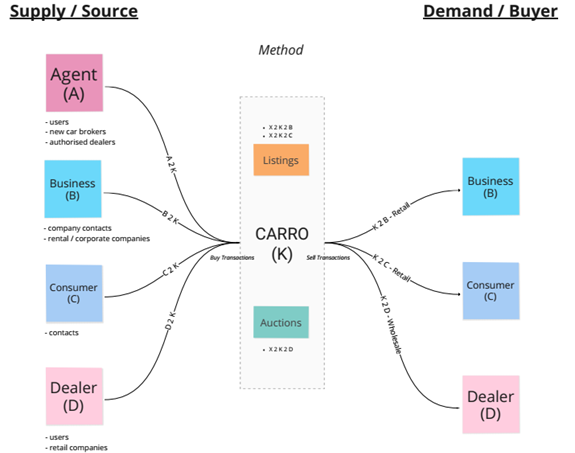 Supply / Source
Demand / Buyer
Method
Agent
(A)
- users
- new car brokers
- authorised dealers
A 2 K
Business
(B)
- company contacts
- rental / corporate companies
B 2 K
Consumer
(C)
- contacts
C 2 K
Dealer
(D)
- users
- retail companies
D 2 K
• X 2 K 2 B
• X 2 K 2 C
Listings
CARRO
(K)
Buy Transactions
Sell Transactions
Auctions
• X 2 K 2 D
K 2 B - Retail
Business
(B)
K 2 C - Retail
Consumer
(C)
K 2 D - Wholesale
Dealer
(D)